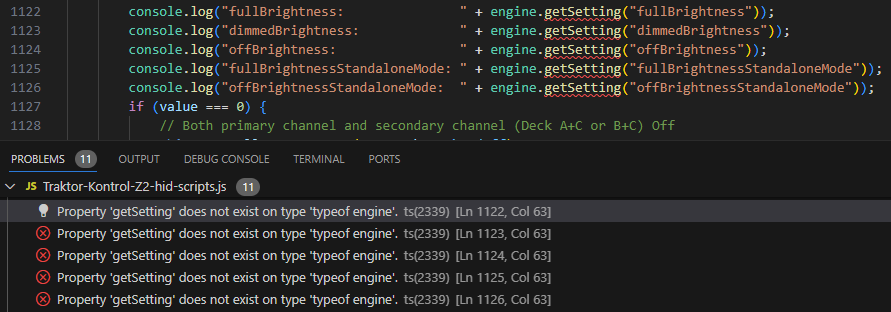 1122 console.log("fullBrightness: " + engine.getSetting("fullBrightness"));
1123 console.log("dimmedBrightness: " + engine.getSetting("dimmedBrightness"));
1124 console.log("offBrightness: " + engine.getSetting("offBrightness"));
1125 console.log("fullBrightnessStandaloneMode: " + engine.getSetting("fullBrightnessStandaloneMode"));
1126 console.log("offBrightnessStandaloneMode: " + engine.getSetting("offBrightnessStandaloneMode"));
1127 if (value === 0) {
1128 // Both primary channel and secondary channel (Deck A+C or B+C) Off
PROBLEMS 11 OUTPUT DEBUG CONSOLE TERMINAL PORTS
JS Traktor-Kontrol-Z2-hid-scripts.js 11
Property 'getSetting' does not exist on type 'typeof engine'. ts(2339) [Ln 1122, Col 63]
Property 'getSetting' does not exist on type 'typeof engine'. ts(2339) [Ln 1123, Col 63]
Property 'getSetting' does not exist on type 'typeof engine'. ts(2339) [Ln 1124, Col 63]
Property 'getSetting' does not exist on type 'typeof engine'. ts(2339) [Ln 1125, Col 63]
Property 'getSetting' does not exist on type 'typeof engine'. ts(2339) [Ln 1126, Col 63]